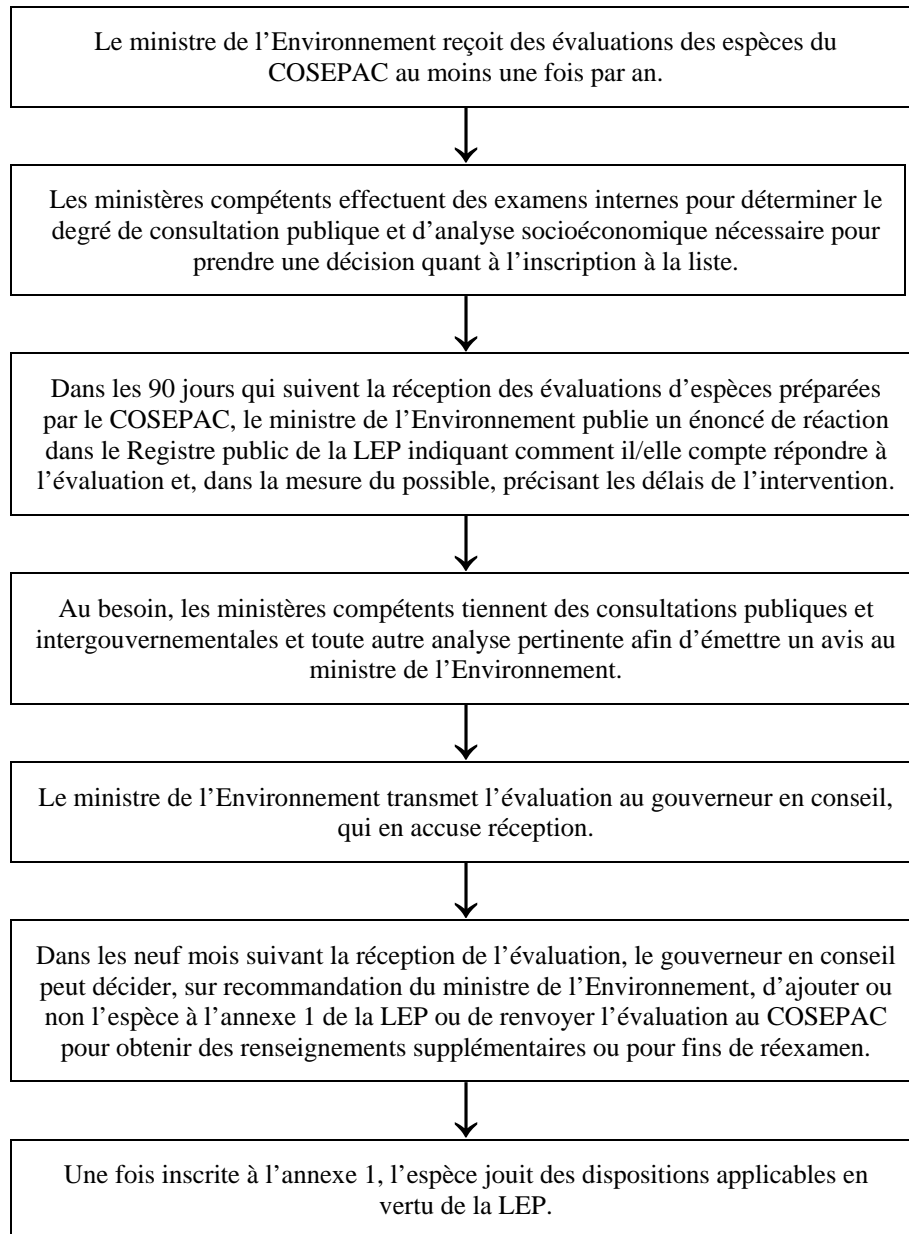 Le ministre de l’Environnement reçoit des évaluations des espèces du
COSEPAC au moins une fois par an.
Les ministères compétents effectuent des examens internes pour déterminer le
degré de consultation publique et d’analyse socioéconomique nécessaire pour
prendre une décision quant à l’inscription à la liste.
Dans les 90 jours qui suivent la réception des évaluations d’espèces préparées
par le COSEPAC, le ministre de l’Environnement publie un énoncé de réaction
dans le Registre public de la LEP indiquant comment il/elle compte répondre à
l’évaluation et, dans la mesure du possible, précisant les délais de l’intervention.
Au besoin, les ministères compétents tiennent des consultations publiques et
intergouvernementales et toute autre analyse pertinente afin d’émettre un avis au
ministre de l’Environnement.
Le ministre de l’Environnement transmet l’évaluation au gouverneur en conseil,
qui en accuse réception.
Dans les neuf mois suivant la réception de l’évaluation, le gouverneur en conseil
peut décider, sur recommandation du ministre de l’Environnement, d’ajouter ou
non l’espèce à l’annexe 1 de la LEP ou de renvoyer l’évaluation au COSEPAC
pour obtenir des renseignements supplémentaires ou pour fins de réexamen.
Une fois inscrite à l’annexe 1, l’espèce jouit des dispositions applicables en
vertu de la LEP.